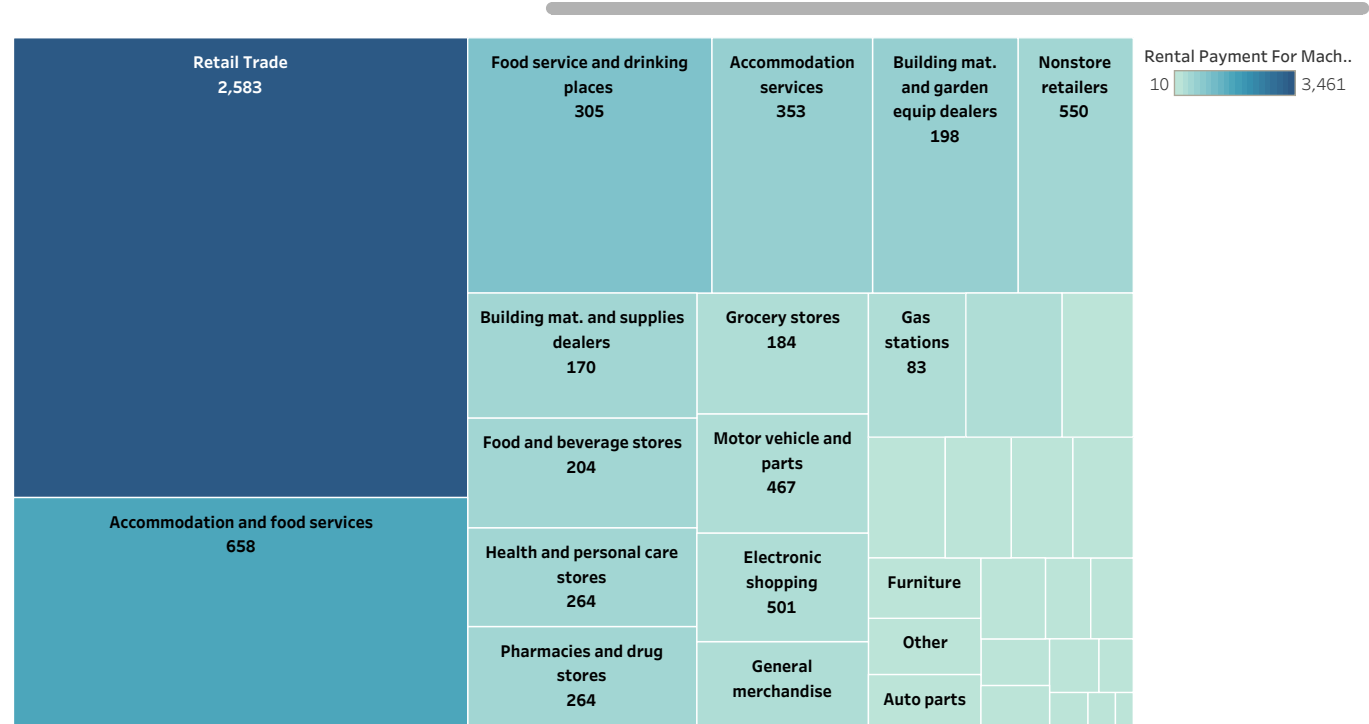 Retail Trade
2,583
Food service and drinking
places
305
Accommodation
services
353
Building mat.
and garden
equip dealers
198
Nonstore
retailers
550
Rental Payment For Mach..
10
3,461
Building mat. and supplies
dealers
170
Grocery stores
184
Gas
stations
83
Food and beverage stores
204
Motor vehicle and
parts
467
Accommodation and food services
658
Health and personal care
stores
264
Electronic
shopping
501
Furniture
Other
Pharmacies and drug
stores
264
General
merchandise
Auto parts